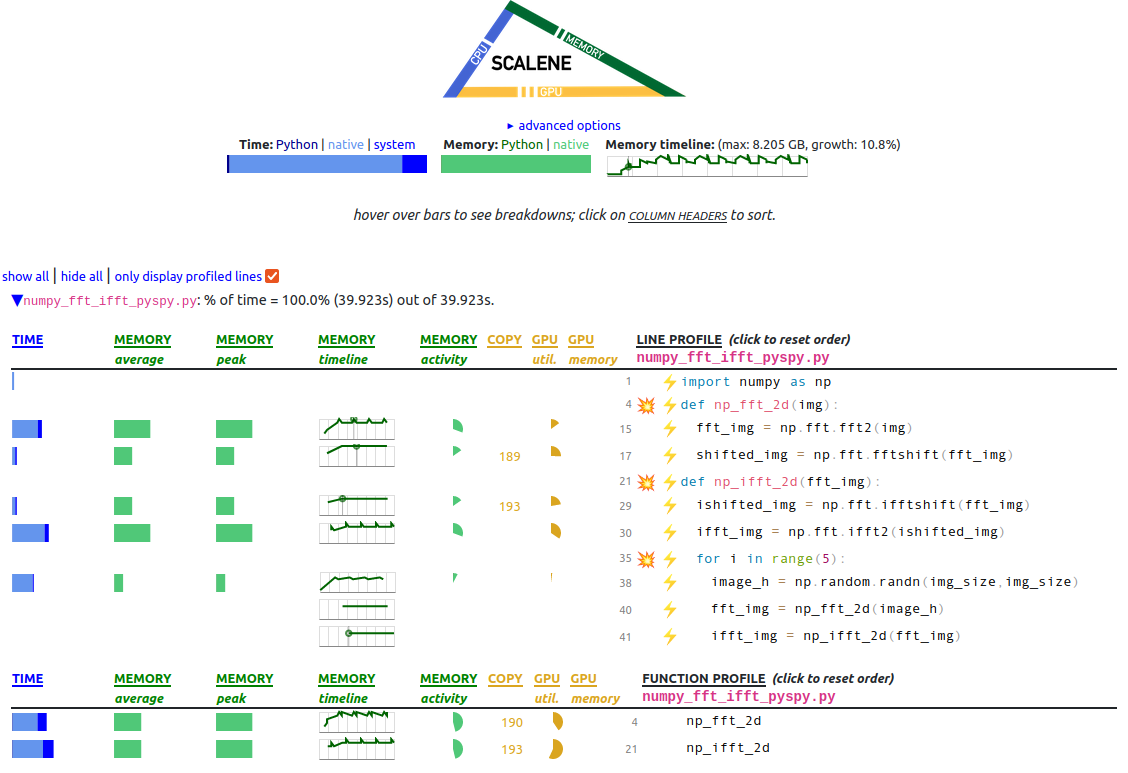 CPU
MEMORY
SCALENE
GPU
▸ advanced options
Time: Python | native | system Memory: Python | native Memory timeline: (max: 8.205 GB, growth: 10.8%)
hover over bars to see breakdowns; click on COLUMN HEADERS to sort.
show all | hide all | only display profiled lines
▼numpy_fft_ifft_pyspy.py: % of time = 100.0% (39.923s) out of 39.923s.
TIME MEMORY MEMORY MEMORY MEMORY COPY GPU GPU LINE PROFILE (click to reset order)
average peak timeline activity util. memory numpy_fft_ifft_pyspy.py
1 ⚡ import numpy as np
4 💥 ⚡ def np_fft_2d(img):
15 ⚡ fft_img = np.fft.fft2(img)
189 17 ⚡ shifted_img = np.fft.fftshift(fft_img)
21 💥 ⚡ def np_ifft_2d(fft_img):
193 29 ⚡ ishifted_img = np.fft.ifftshift(fft_img)
30 ⚡ ifft_img = np.fft.ifft2(ishifted_img)
35 💥 ⚡ for i in range(5):
38 ⚡ image_h = np.random.randn(img_size,img_size)
40 ⚡ fft_img = np_fft_2d(image_h)
41 ⚡ ifft_img = np_ifft_2d(fft_img)
TIME MEMORY MEMORY MEMORY MEMORY COPY GPU GPU FUNCTION PROFILE (click to reset order)
average peak timeline activity util. memory numpy_fft_ifft_pyspy.py
190 4 np_fft_2d
193 21 np_ifft_2d